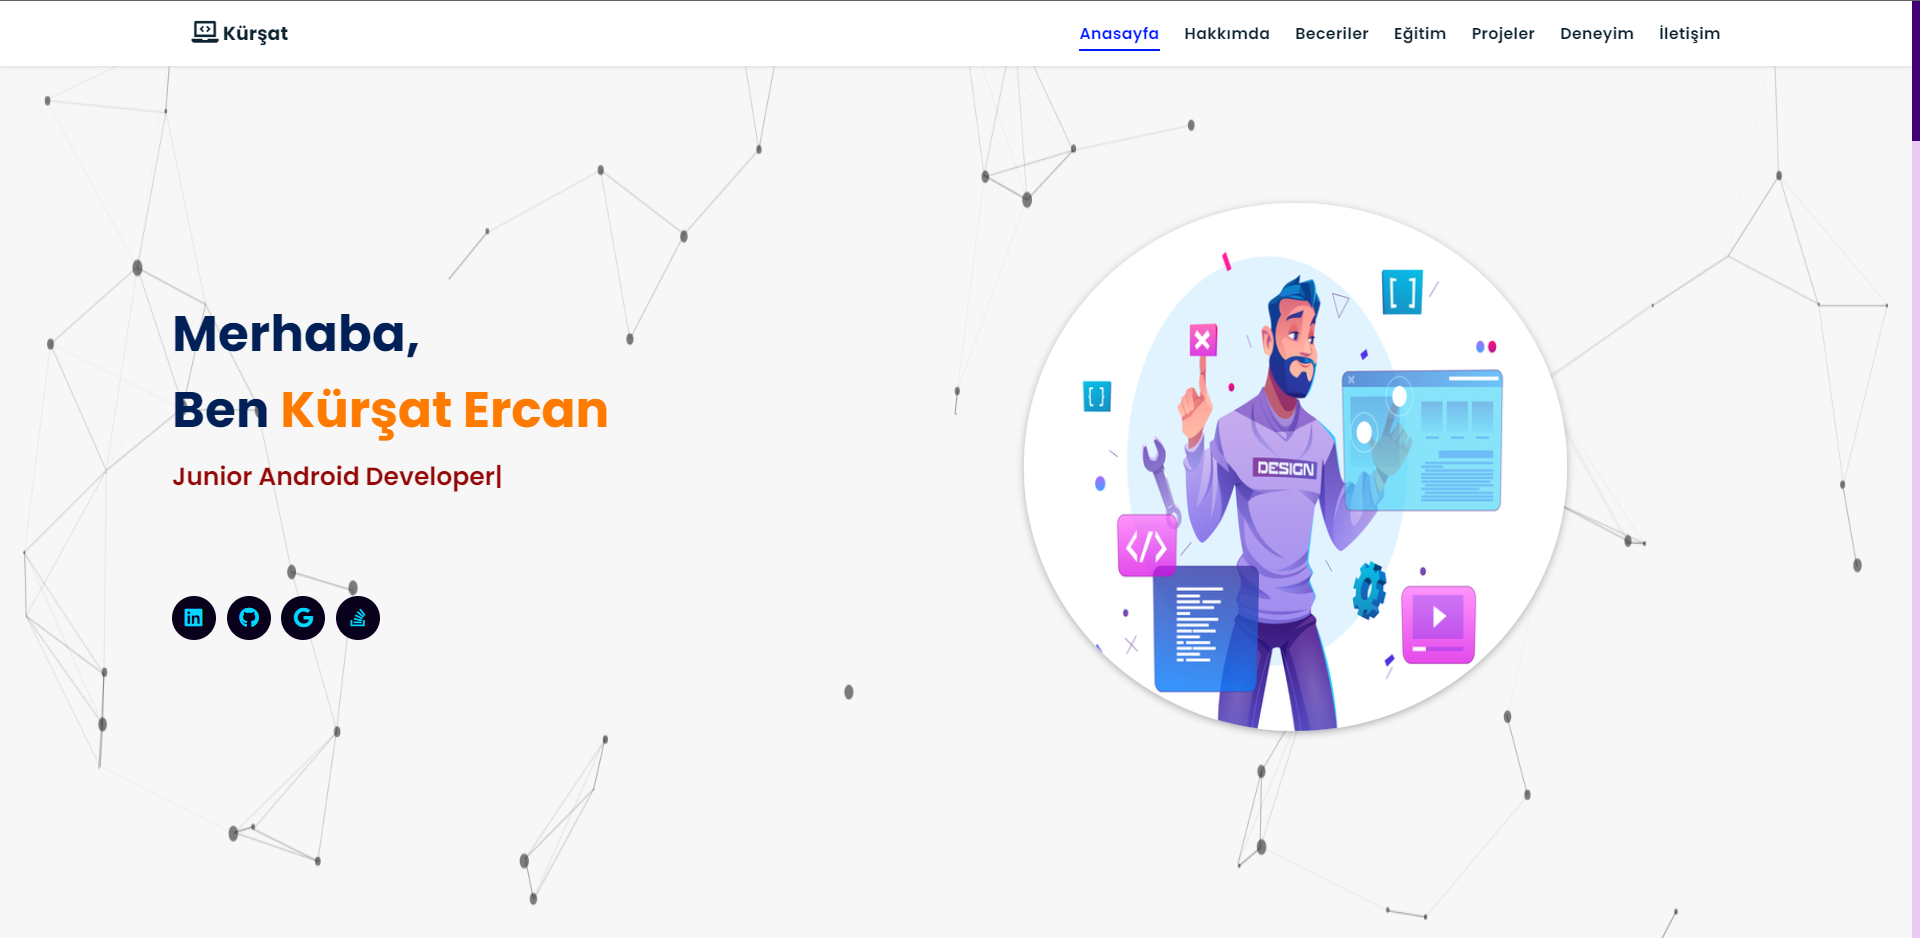 Kürşat
Anasayfa Hakkımda Beceriler Eğitim Projeler Deneyim İletişim
Merhaba,
Ben Kürşat Ercan
Junior Android Developer|
[ ]
{ }
DESIGN
</>